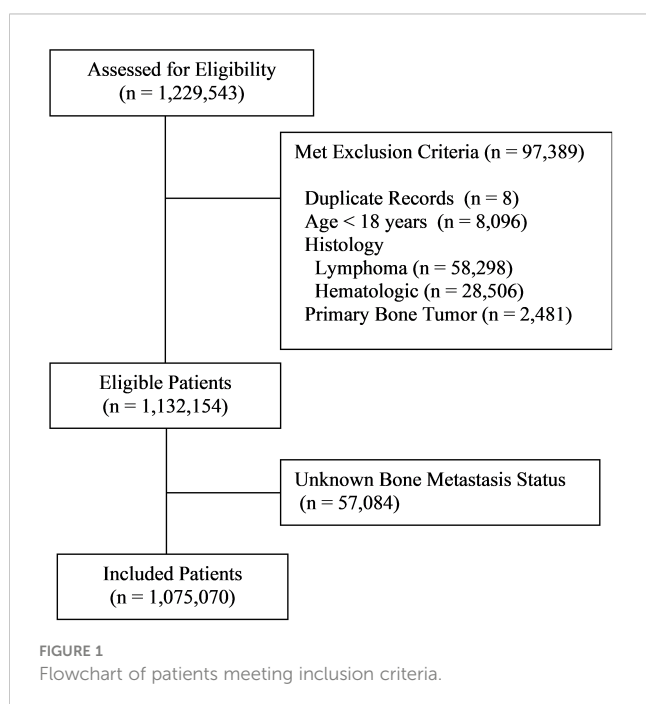 Assessed for Eligibility
(n = 1,229,543)
Met Exclusion Criteria (n = 97,389)
Duplicate Records (n = 8)
Age < 18 years (n = 8,096)
Histology
Lymphoma (n = 58,298)
Hematologic (n = 28,506)
Primary Bone Tumor (n = 2,481)
Eligible Patients
(n = 1,132,154)
Unknown Bone Metastasis Status
(n = 57,084)
Included Patients
(n = 1,075,070)
FIGURE 1
Flowchart of patients meeting inclusion criteria.